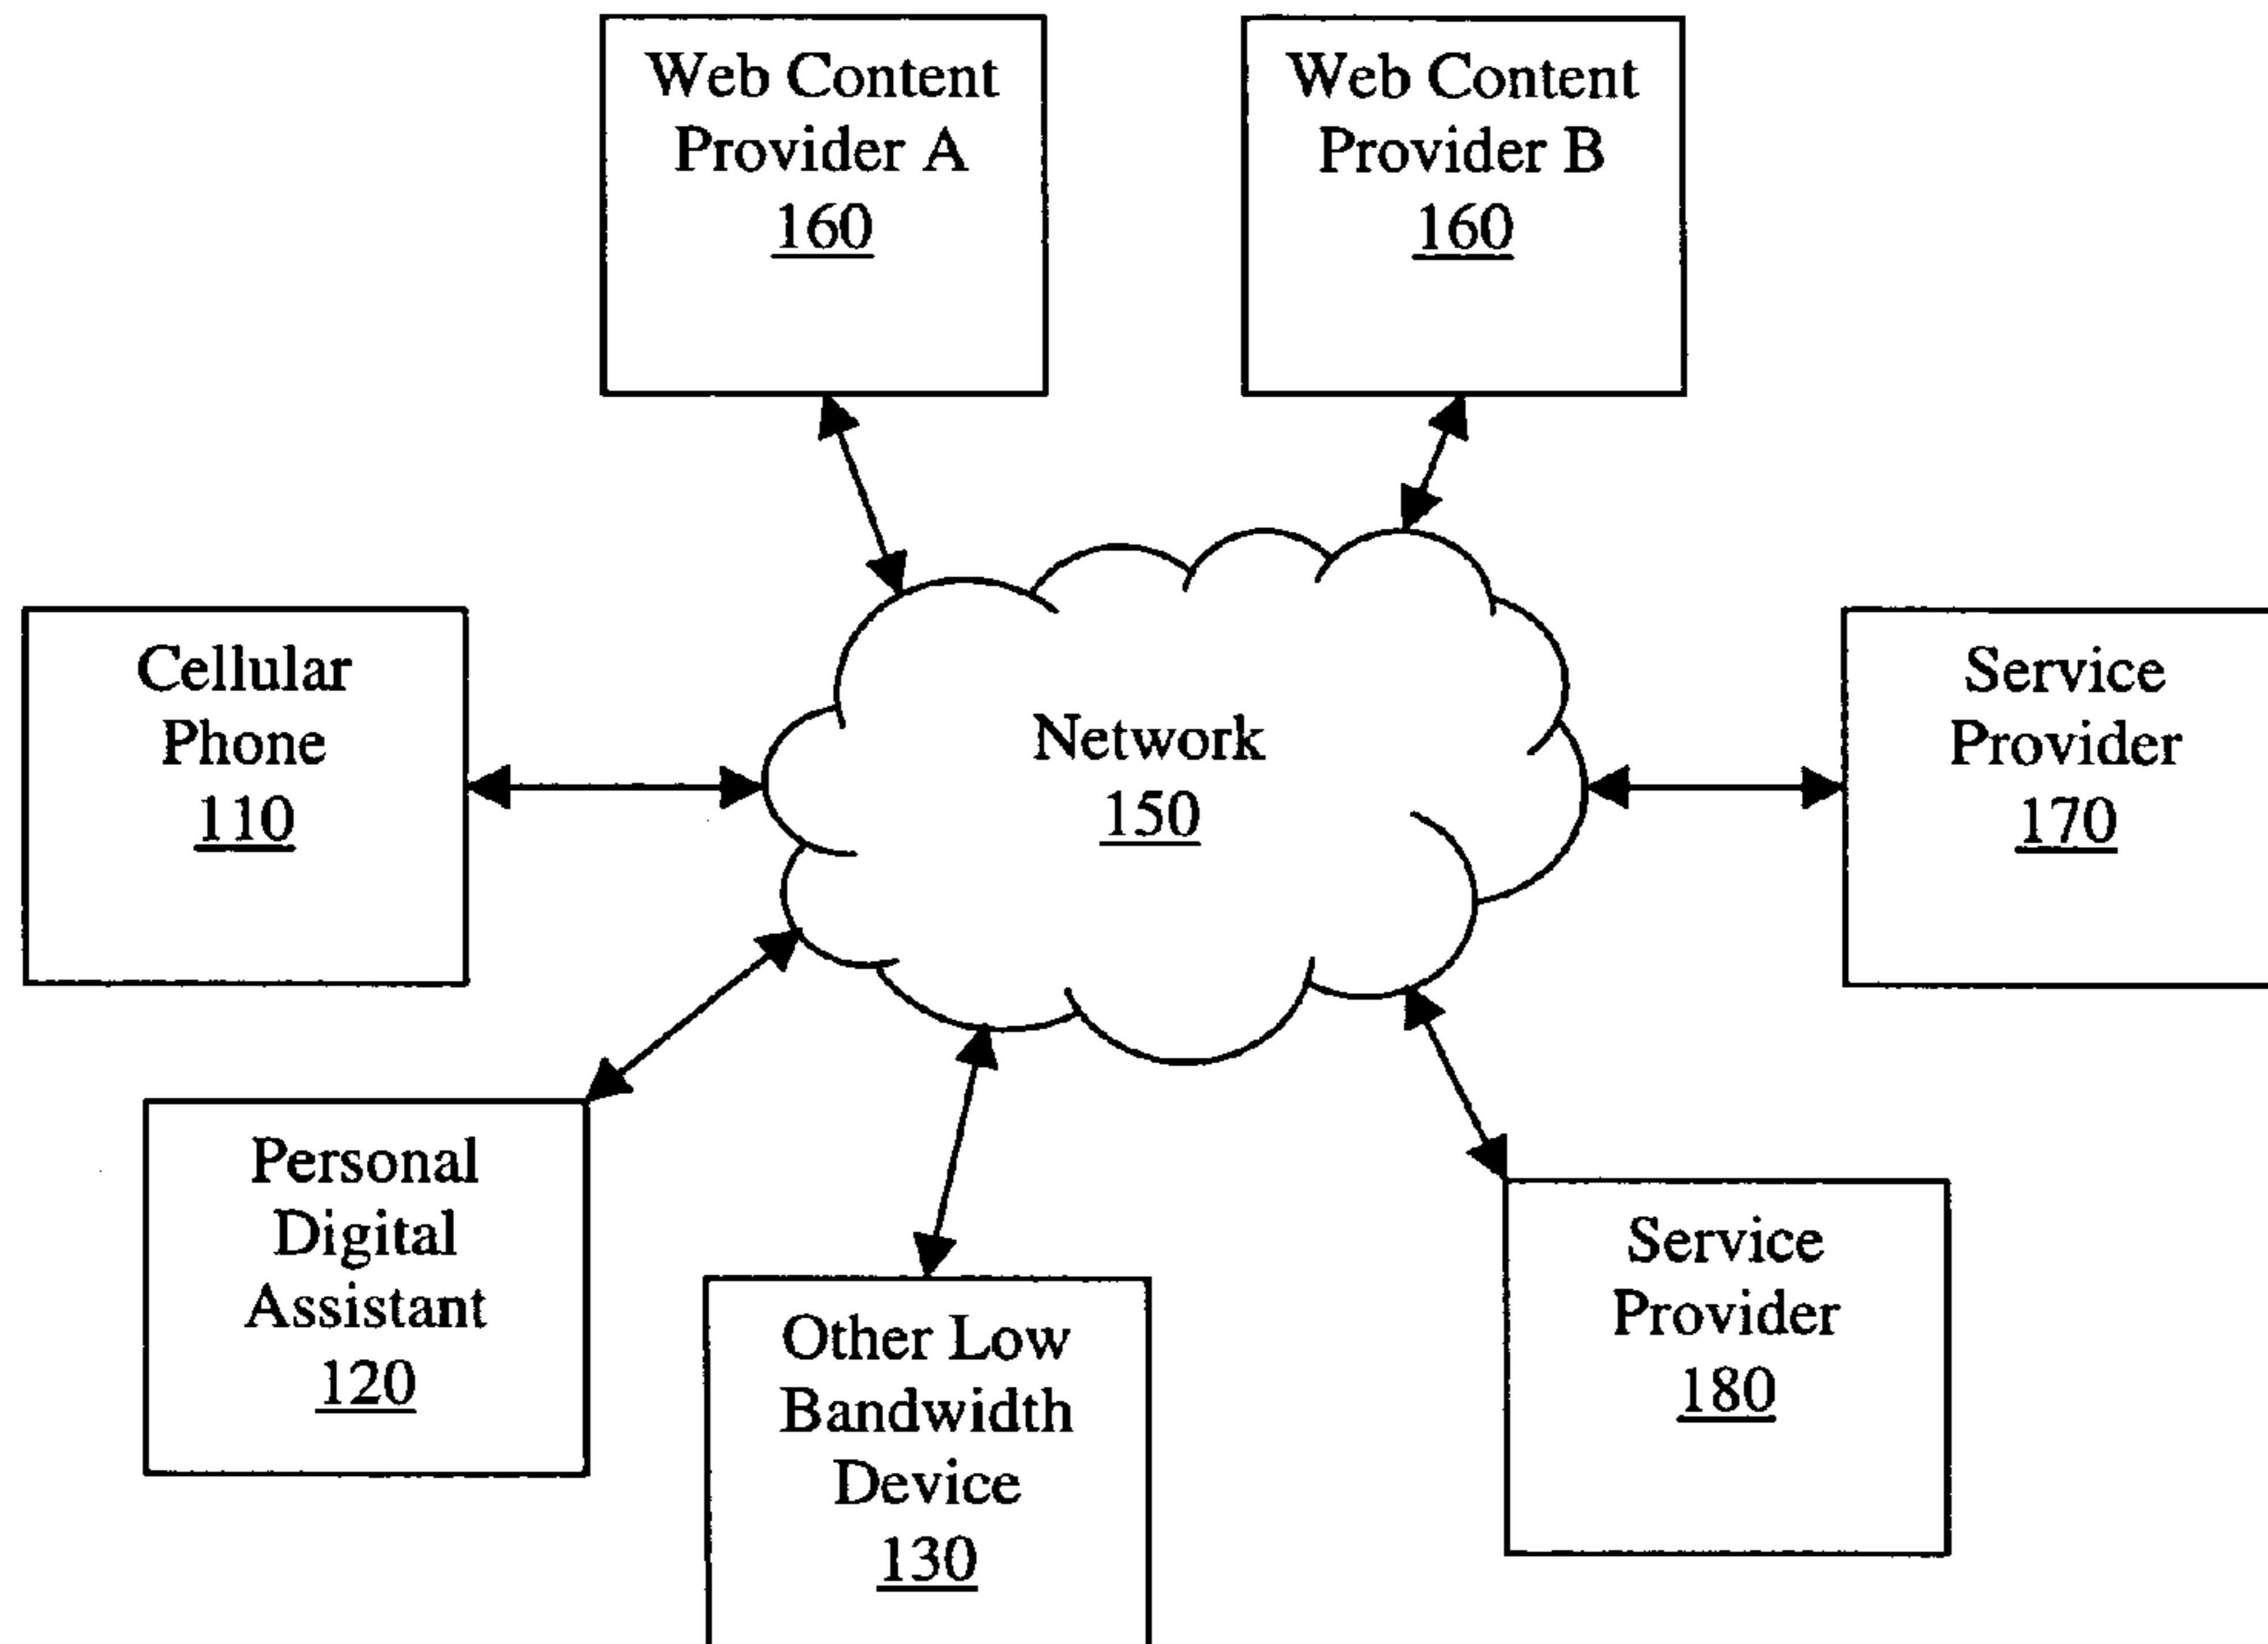 Web Content
Provider A
160
Web Content
Provider B
160
Cellular
Phone
110
Network
150
Service
Provider
170
Personal
Digital
Assistant
120
Other Low
Bandwidth
Device
130
Service
Provider
180